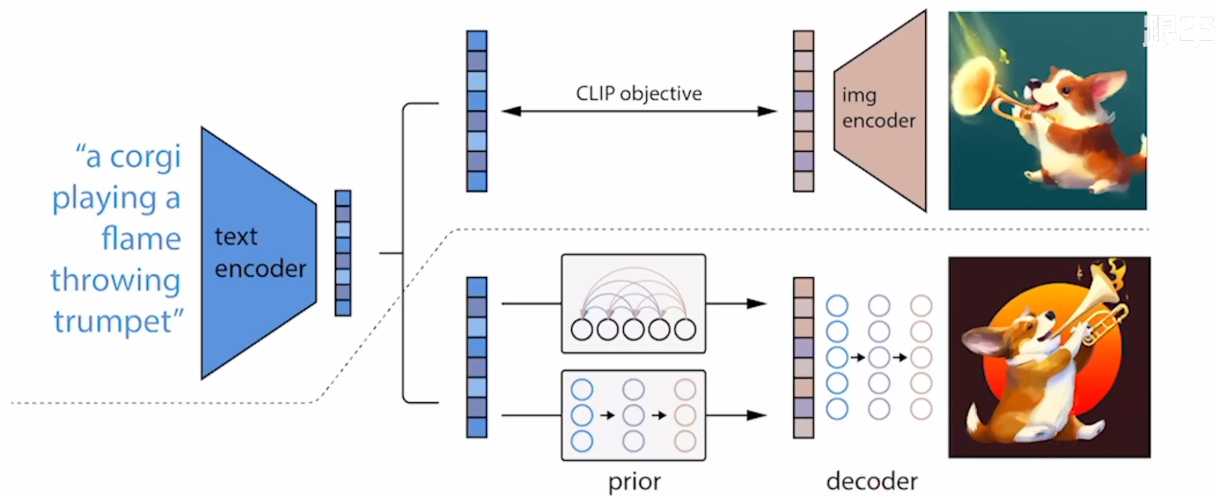 “a corgi
playing a
flame
throwing
trumpet”
text
encoder
CLIP objective
img
encoder
prior
decoder